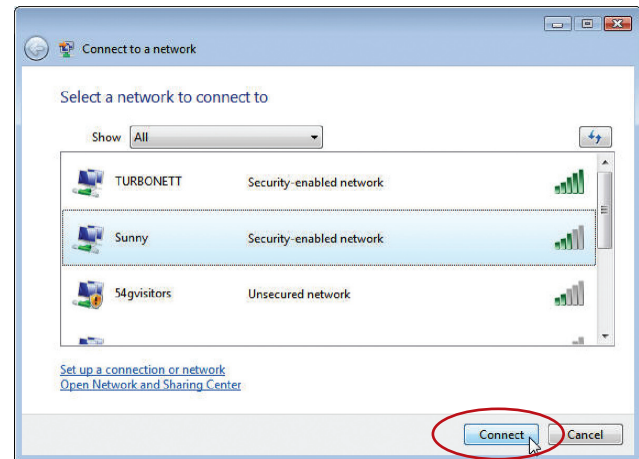 Connect to a network
Select a network to connect to
Show All
TURBONETT Security-enabled network
Sunny Security-enabled network
54gvisitors Unsecured network
Set up a connection or network
Open Network and Sharing Center
Connect Cancel